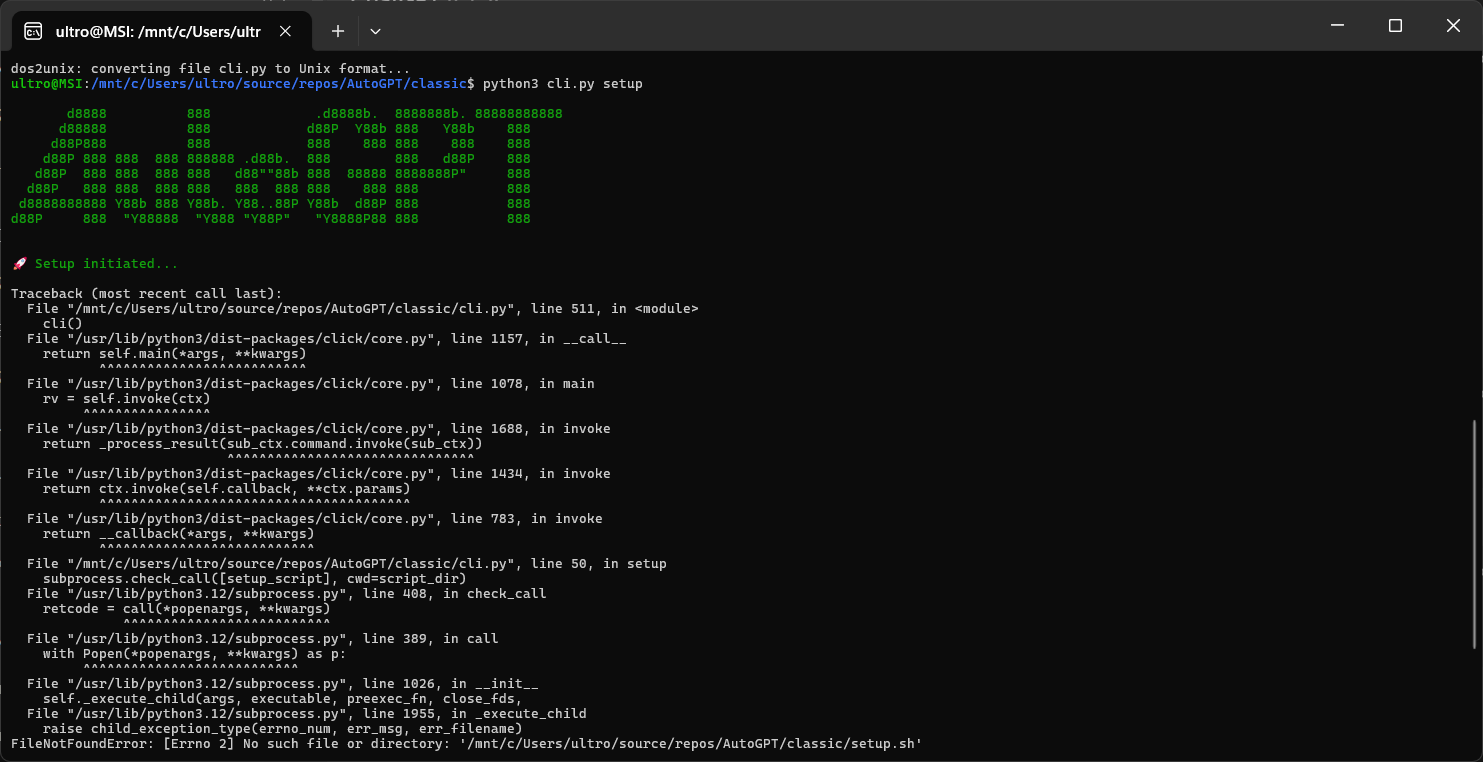 ultro@MSI: /mnt/c/Users/ultr
dos2unix: converting file cli.py to Unix format...
ultro@MSI:/mnt/c/Users/ultro/source/repos/AutoGPT/classic$ python3 cli.py setup
       d8888          888             .d8888b.  8888888b. 88888888888
      d88888          888            d88P  Y88b 888   Y88b    888
     d88P888          888            888    888 888    888    888
    d88P 888 888  888 888888 .d88b.  888        888   d88P    888
   d88P  888 888  888 888   d88""88b 888  88888 8888888P"     888
  d88P   888 888  888 888   888  888 888    888 888           888
 d8888888888 Y88b 888 Y88b. Y88..88P Y88b  d88P 888           888
d88P     888  "Y88888  "Y888 "Y88P"   "Y8888P88 888           888
🚀 Setup initiated...
Traceback (most recent call last):
  File "/mnt/c/Users/ultro/source/repos/AutoGPT/classic/cli.py", line 511, in <module>
    cli()
  File "/usr/lib/python3/dist-packages/click/core.py", line 1157, in __call__
    return self.main(*args, **kwargs)
           ^^^^^^^^^^^^^^^^^^^^^^^^^^
  File "/usr/lib/python3/dist-packages/click/core.py", line 1078, in main
    rv = self.invoke(ctx)
         ^^^^^^^^^^^^^^^^
  File "/usr/lib/python3/dist-packages/click/core.py", line 1688, in invoke
    return _process_result(sub_ctx.command.invoke(sub_ctx))
                           ^^^^^^^^^^^^^^^^^^^^^^^^^^^^^^^
  File "/usr/lib/python3/dist-packages/click/core.py", line 1434, in invoke
    return ctx.invoke(self.callback, **ctx.params)
           ^^^^^^^^^^^^^^^^^^^^^^^^^^^^^^^^^^^^^^^
  File "/usr/lib/python3/dist-packages/click/core.py", line 783, in invoke
    return __callback(*args, **kwargs)
           ^^^^^^^^^^^^^^^^^^^^^^^^^^^
  File "/mnt/c/Users/ultro/source/repos/AutoGPT/classic/cli.py", line 50, in setup
    subprocess.check_call([setup_script], cwd=script_dir)
  File "/usr/lib/python3.12/subprocess.py", line 408, in check_call
    retcode = call(*popenargs, **kwargs)
              ^^^^^^^^^^^^^^^^^^^^^^^^^^
  File "/usr/lib/python3.12/subprocess.py", line 389, in call
    with Popen(*popenargs, **kwargs) as p:
         ^^^^^^^^^^^^^^^^^^^^^^^^^^^
  File "/usr/lib/python3.12/subprocess.py", line 1026, in __init__
    self._execute_child(args, executable, preexec_fn, close_fds,
  File "/usr/lib/python3.12/subprocess.py", line 1955, in _execute_child
    raise child_exception_type(errno_num, err_msg, err_filename)
FileNotFoundError: [Errno 2] No such file or directory: '/mnt/c/Users/ultro/source/repos/AutoGPT/classic/setup.sh'